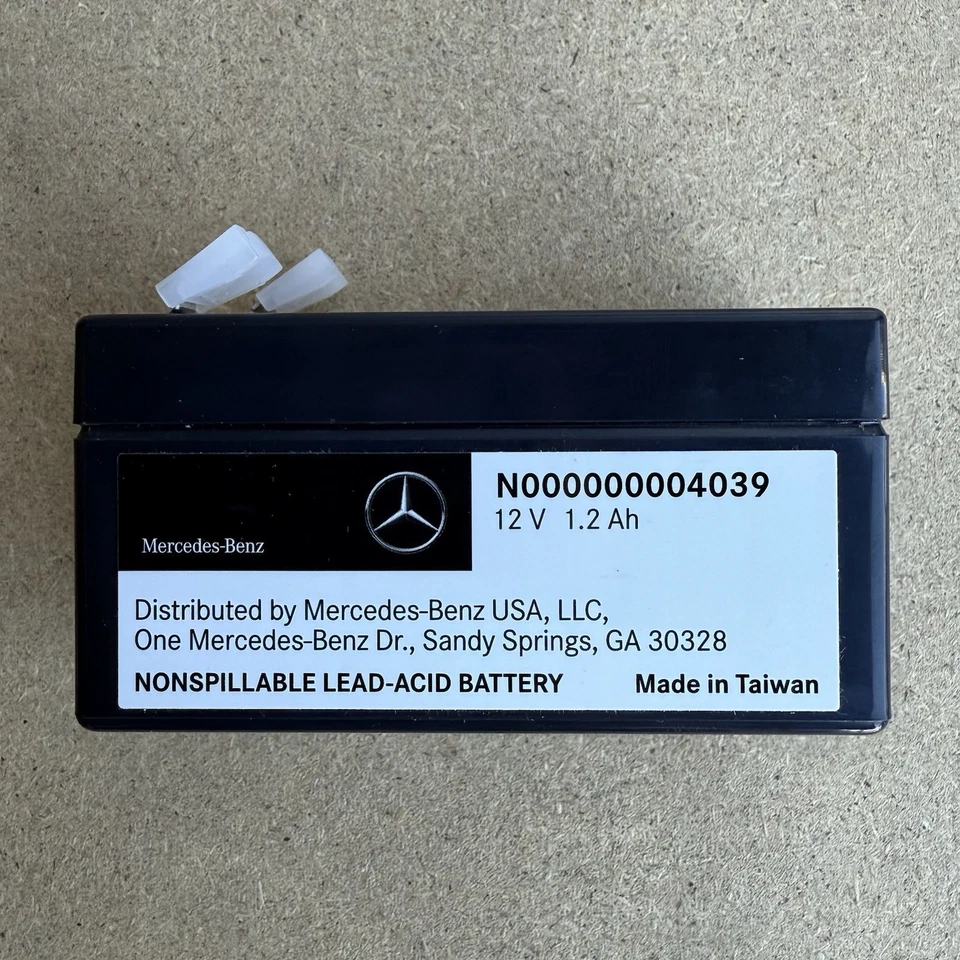 Mercedes-Benz
N000000004039
12 V 1.2 Ah
Distributed by Mercedes-Benz USA, LLC,
One Mercedes-Benz Dr., Sandy Springs, GA 30328
NONSPILLABLE LEAD-ACID BATTERY Made in Taiwan